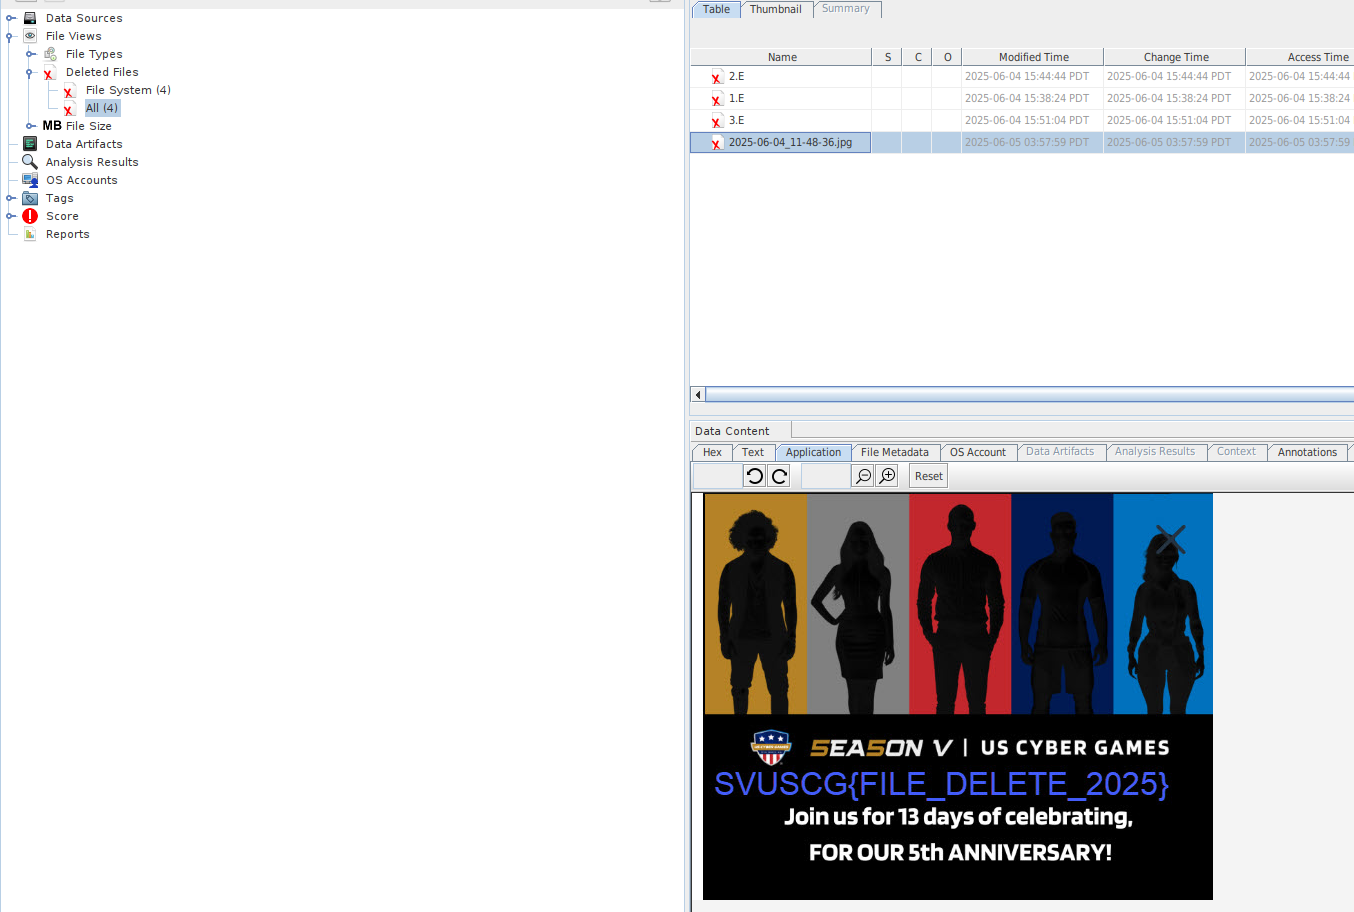 Data Sources
File Views
File Types
Deleted Files
File System (4)
All (4)
MB File Size
Data Artifacts
Analysis Results
OS Accounts
Tags
Score
Reports
Table Thumbnail Summary
Name S C O Modified Time Change Time Access Time
2.E 2025-06-04 15:44:44 PDT 2025-06-04 15:44:44 PDT 2025-06-04 15:44:44
1.E 2025-06-04 15:38:24 PDT 2025-06-04 15:38:24 PDT 2025-06-04 15:38:24
3.E 2025-06-04 15:51:04 PDT 2025-06-04 15:51:04 PDT 2025-06-04 15:51:04
2025-06-04_11-48-36.jpg 2025-06-05 03:57:59 PDT 2025-06-05 03:57:59 PDT 2025-06-05 03:57:59
Data Content
Hex Text Application File Metadata OS Account Data Artifacts Analysis Results Context Annotations
Reset
SEASON V | US CYBER GAMES
SVUSCG{FILE_DELETE_2025}
Join us for 13 days of celebrating,
FOR OUR 5th ANNIVERSARY!